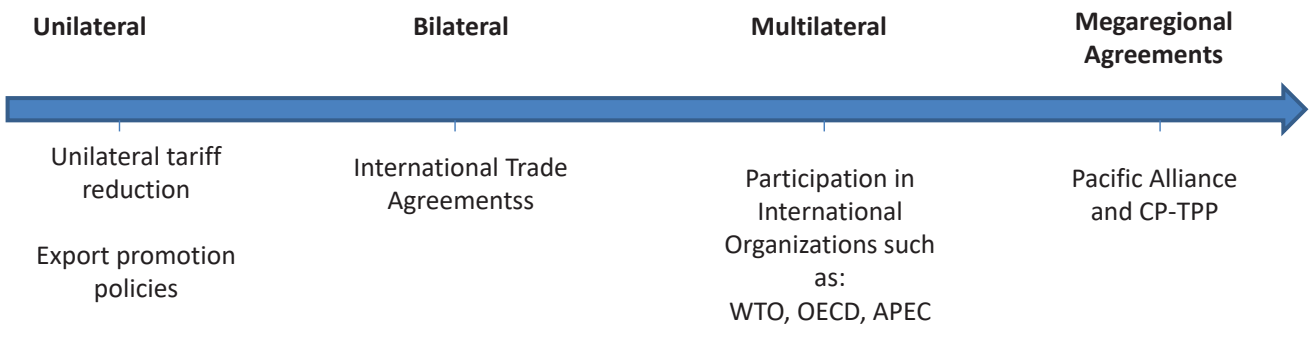 Unilateral
Bilateral
Multilateral
Megaregional
Agreements
Unilateral tariff
reduction
Export promotion
policies
International Trade
Agreementss
Participation in
International
Organizations such
as:
WTO, OECD, APEC
Pacific Alliance
and CP-TPP